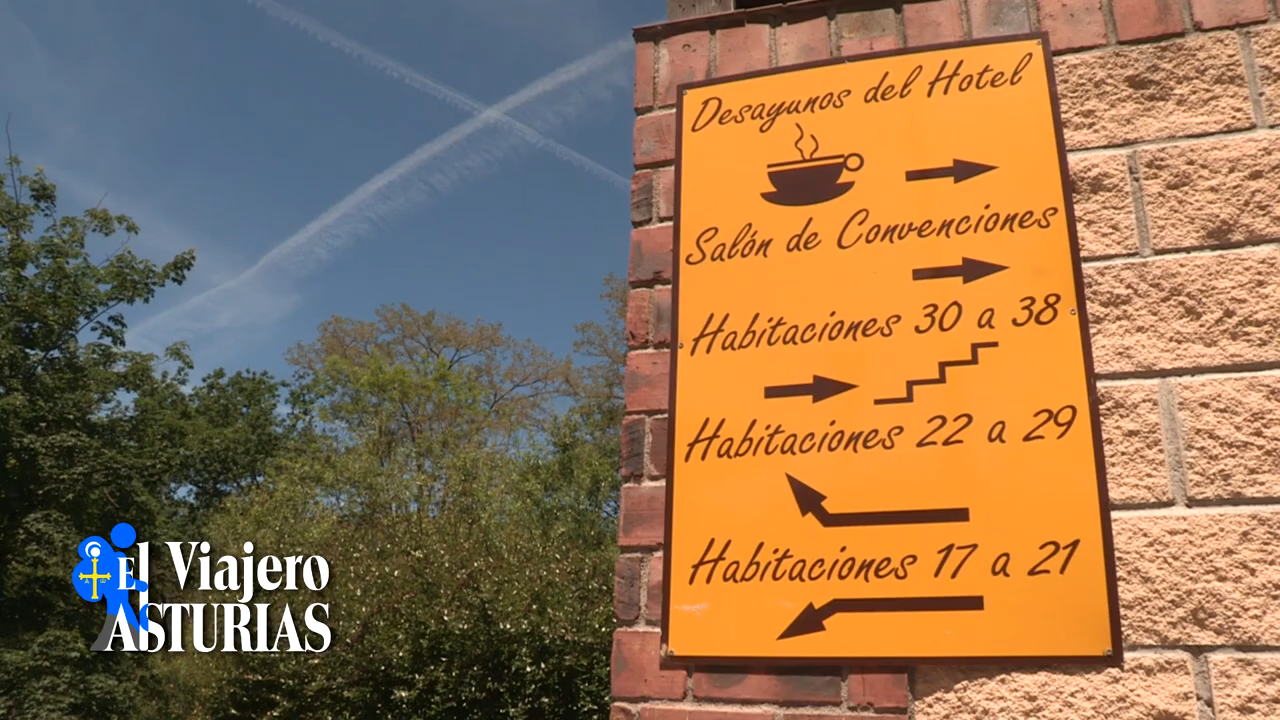 Desayunos del Hotel
Salón de Convenciones
Habitaciones 30 a 38
Habitaciones 22 a 29
Habitaciones 17 a 21
El Viajero
ASTURIAS